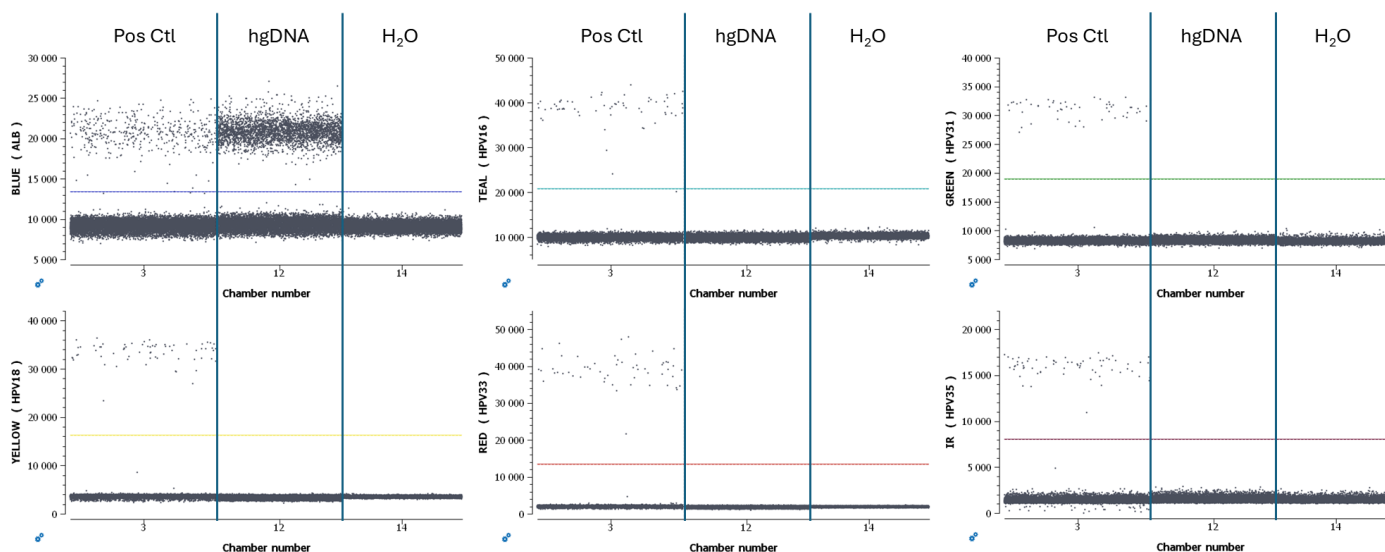 Pos Ctl hgDNA H₂O
30 000
25 000
20 000
15 000
10 000
5 000
BLUE ( ALB )
3 12 14
Chamber number
Pos Ctl hgDNA H₂O
50 000
40 000
30 000
20 000
10 000
TEAL ( HPV16 )
3 12 14
Chamber number
Pos Ctl hgDNA H₂O
40 000
35 000
30 000
25 000
20 000
15 000
10 000
5 000
GREEN ( HPV31 )
3 12 14
Chamber number
40 000
30 000
20 000
10 000
0
YELLOW ( HPV18 )
3 12 14
Chamber number
50 000
40 000
30 000
20 000
10 000
0
RED ( HPV33 )
3 12 14
Chamber number
20 000
15 000
10 000
5 000
0
IR ( HPV35 )
3 12 14
Chamber number